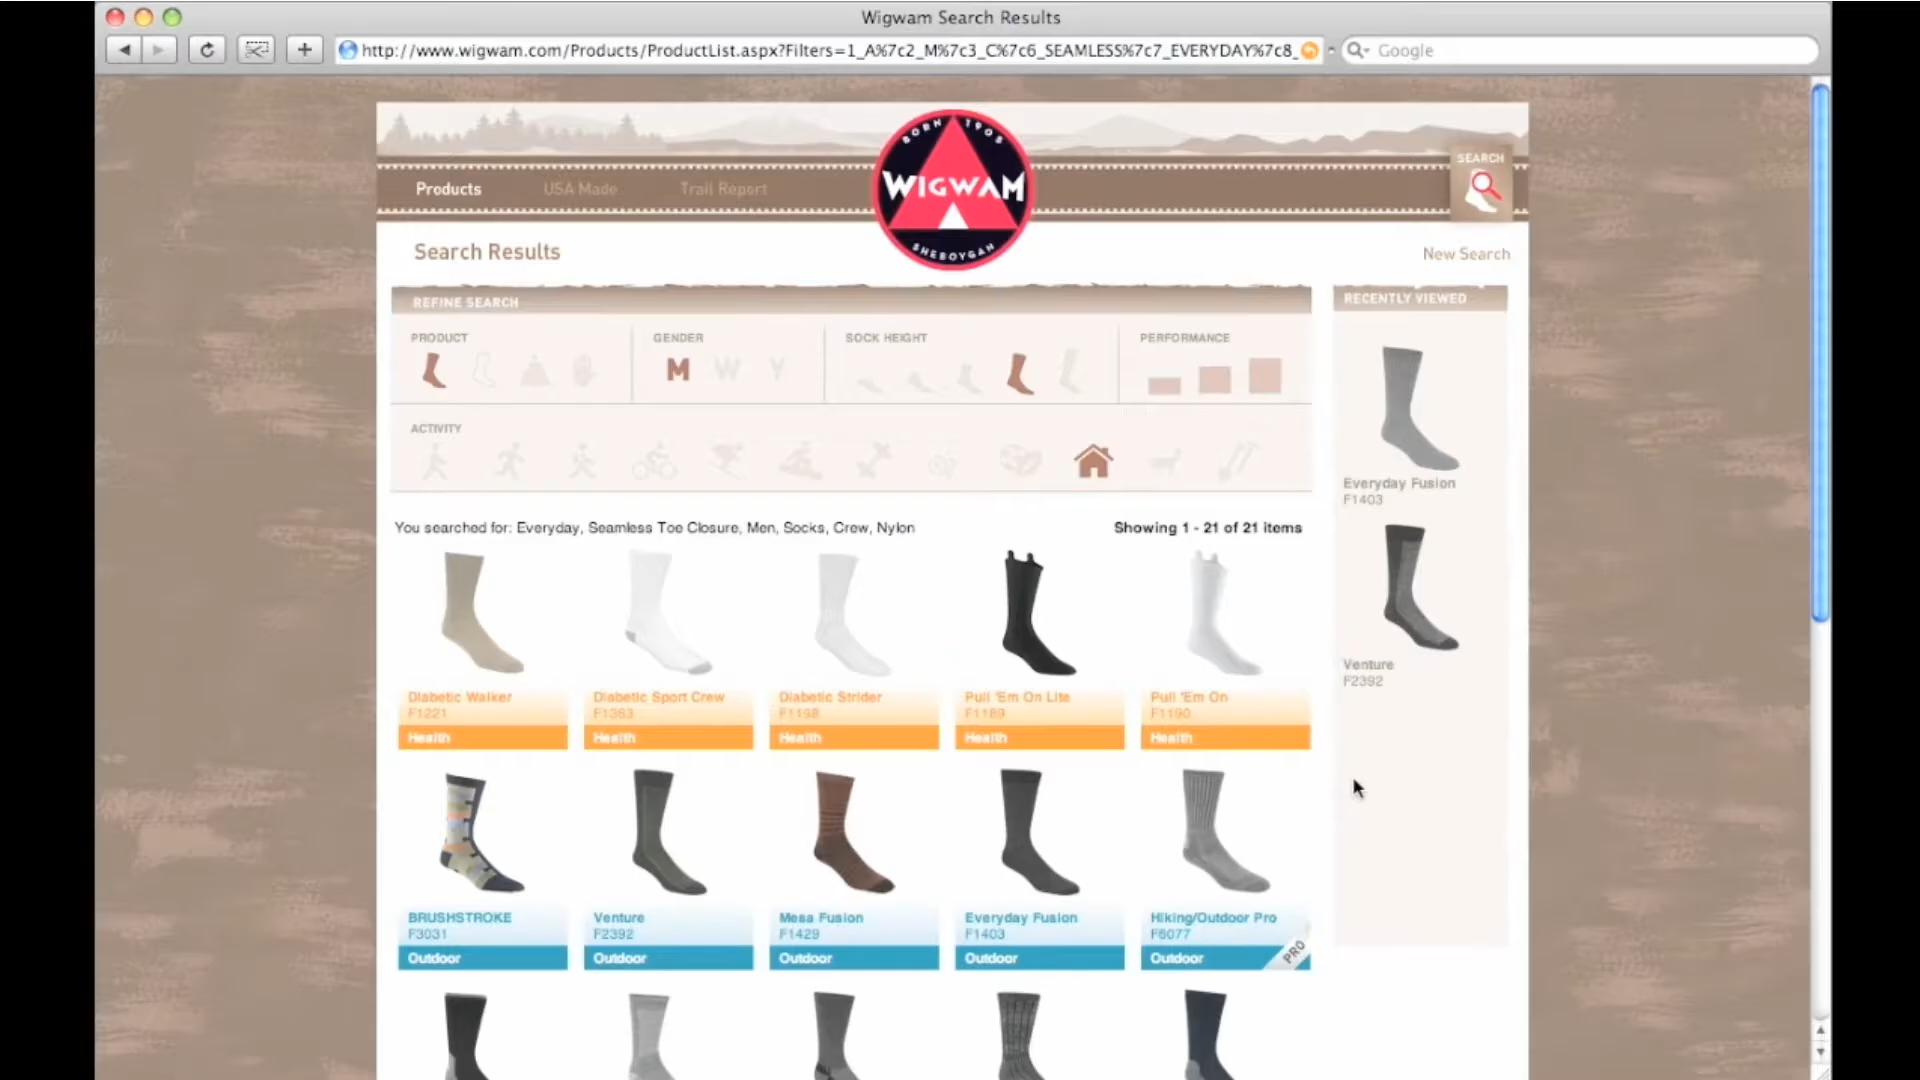 Wigwam Search Results
http://www.wigwam.com/Products/ProductList.aspx?Filters=1_A%7c2_M%7c3_C%7c6_SEAMLESS%7c7_EVERYDAY%7c8_
Google
BORN 1905
WIGWAM
SHEBOYGAN
Products
USA Made
Trail Report
SEARCH
Search Results
New Search
REFINE SEARCH
RECENTLY VIEWED
PRODUCT
GENDER
SOCK HEIGHT
PERFORMANCE
M W Y
ACTIVITY
Everyday Fusion
F1403
Venture
F2392
You searched for: Everyday, Seamless Toe Closure, Men, Socks, Crew, Nylon
Showing 1 - 21 of 21 items
Diabetic Walker
F1221
Health
Diabetic Sport Crew
F1363
Health
Diabetic Strider
F1198
Health
Pull 'Em On Lite
F1189
Health
Pull 'Em On
F1190
Health
BRUSHSTROKE
F3031
Outdoor
Venture
F2392
Outdoor
Mesa Fusion
F1429
Outdoor
Everyday Fusion
F1403
Outdoor
Hiking/Outdoor Pro
F6077
Outdoor
PRO